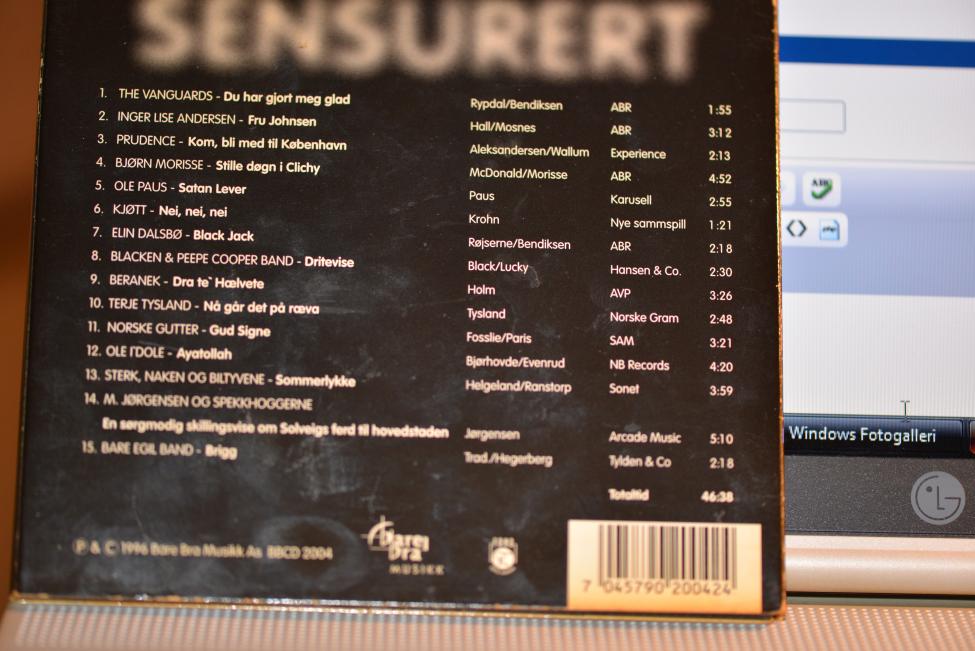 SENSURERT
1. THE VANGUARDS - Du har gjort meg glad Rypdal/Bendiksen ABR 1:55
2. INGER LISE ANDERSEN - Fru Johnsen Hall/Mosnes ABR 3:12
3. PRUDENCE - Kom, bli med til København Aleksandersen/Wallum Experience 2:13
4. BJØRN MORISSE - Stille døgn i Clichy McDonald/Morisse ABR 4:52
5. OLE PAUS - Satan Lever Paus Karusell 2:55
6. KJØTT - Nei, nei, nei Krohn Nye sammspill 1:21
7. ELIN DALSBØ - Black Jack Røjserne/Bendiksen ABR 2:18
8. BLACKEN & PEEPE COOPER BAND - Dritevise Black/Lucky Hansen & Co. 2:30
9. BERANEK - Dra te` Hælvete Holm AVP 3:26
10. TERJE TYSLAND - Nå går det på ræva Tysland Norske Gram 2:48
11. NORSKE GUTTER - Gud Signe Fosslie/Paris SAM 3:21
12. OLE I'DOLE - Ayatollah Bjørhovde/Evenrud NB Records 4:20
13. STERK, NAKEN OG BILTYVENE - Sommerlykke Helgeland/Ranstorp Sonet 3:59
14. M. JØRGENSEN OG SPEKKHOGGERNE
En sørgmodig skillingsvise om Solveigs ferd til hovedstaden Jørgensen Arcade Music 5:10
15. BARE EGIL BAND - Brigg Trad./Hegerberg Tylden & Co 2:18
Totaltid 46:38
℗ & © 1996 Bare Bra Musikk As. BBCD 2004
Bare Bra
MUSIKK
7 045790 200424
ABC
Windows Fotogalleri
LG